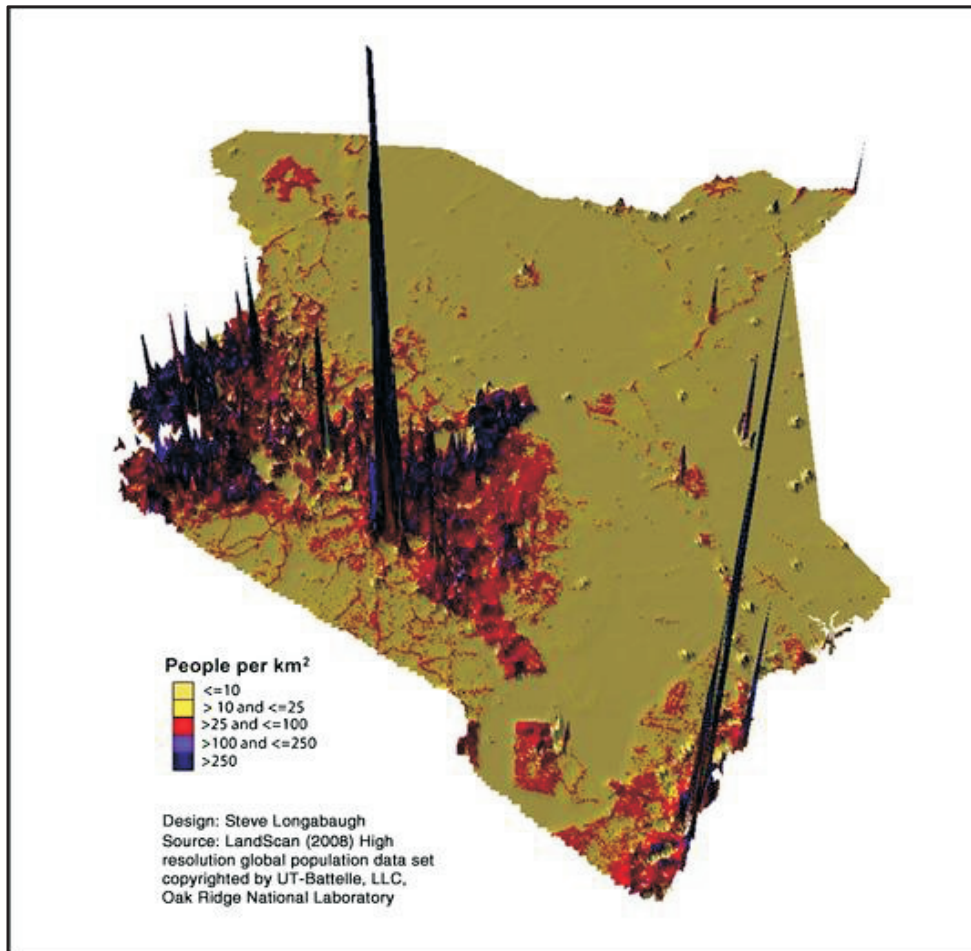 People per km²
<=10
> 10 and <=25
>25 and <=100
>100 and <=250
>250
Design: Steve Longabaugh
Source: LandScan (2008) High
resolution global population data set
copyrighted by UT-Battelle, LLC,
Oak Ridge National Laboratory